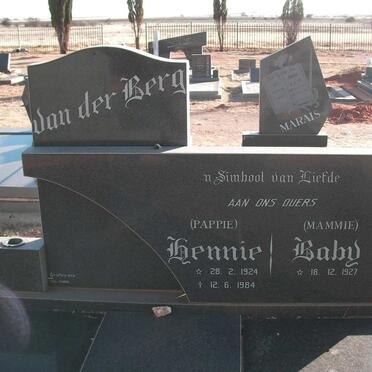 van der Berg
MARAIS
'n Simbool van Liefde
AAN ONS OUERS
(PAPPIE) (MAMMIE)
Hennie Baby
☆ 28. 2. 1924 ☆ 18. 12. 1927
✝ 12. 6. 1984